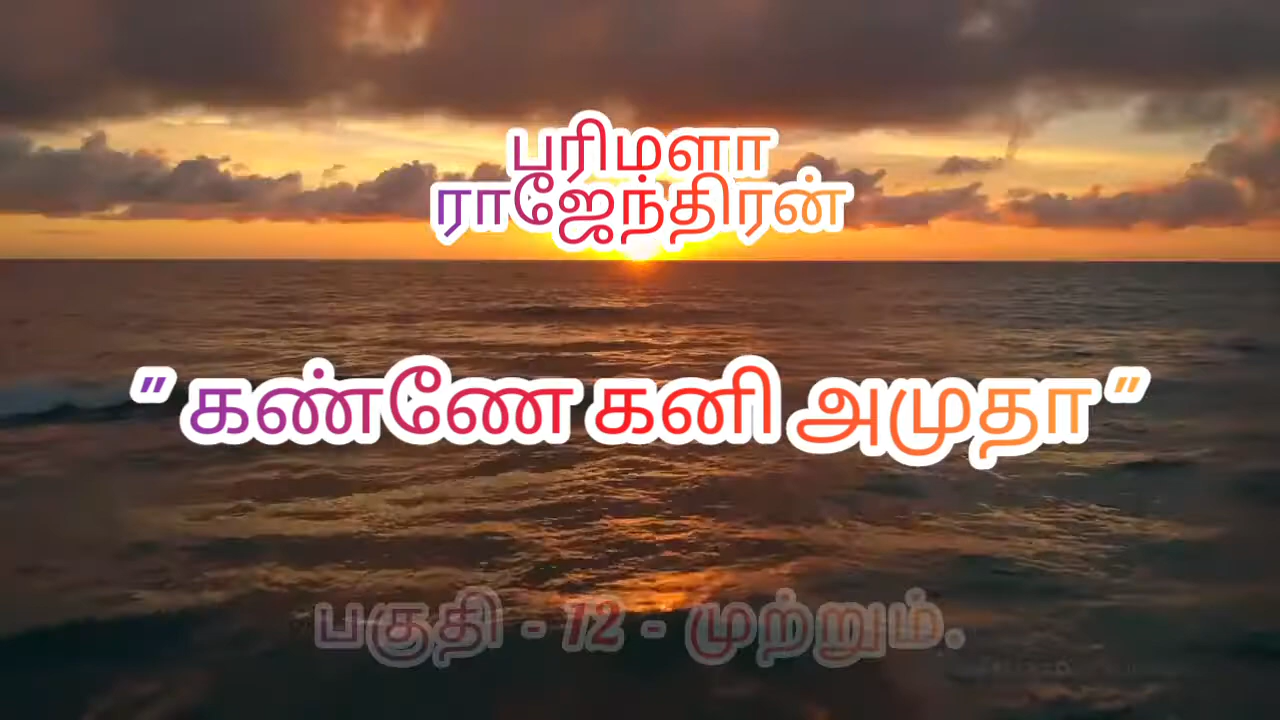 பரிமளா
ராஜேந்திரன்
" கண்ணே கனி அமுதா "
பகுதி - 12 - முற்றும்.